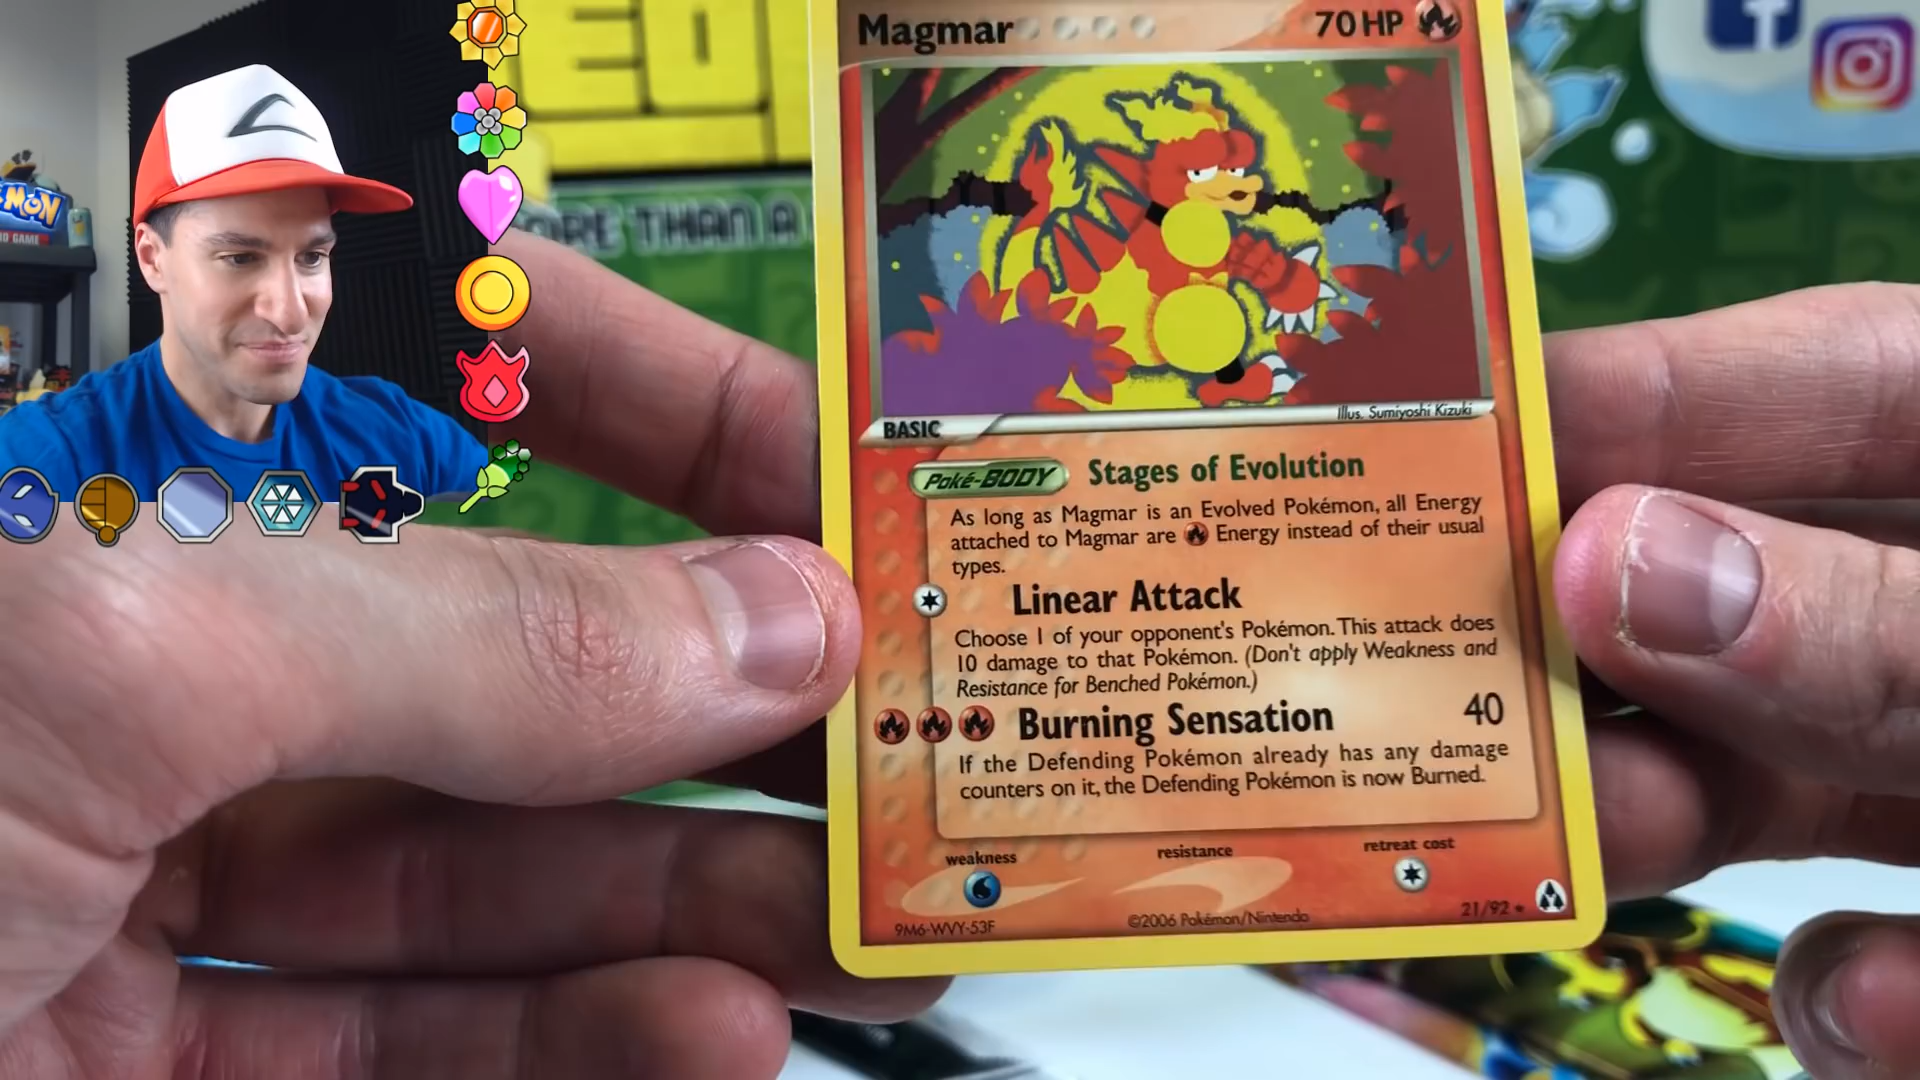 MON
Magmar
70 HP
ORE THAN A
Illus. Sumiyoshi Kizuki
BASIC
Poké-BODY Stages of Evolution
As long as Magmar is an Evolved Pokémon, all Energy
attached to Magmar are Energy instead of their usual
types.
Linear Attack
Choose 1 of your opponent's Pokémon. This attack does
10 damage to that Pokémon. (Don't apply Weakness and
Resistance for Benched Pokémon.)
Burning Sensation 40
If the Defending Pokémon already has any damage
counters on it, the Defending Pokémon is now Burned.
weakness resistance retreat cost
9M6-WVY-53F ©2006 Pokémon/Nintendo 21/92